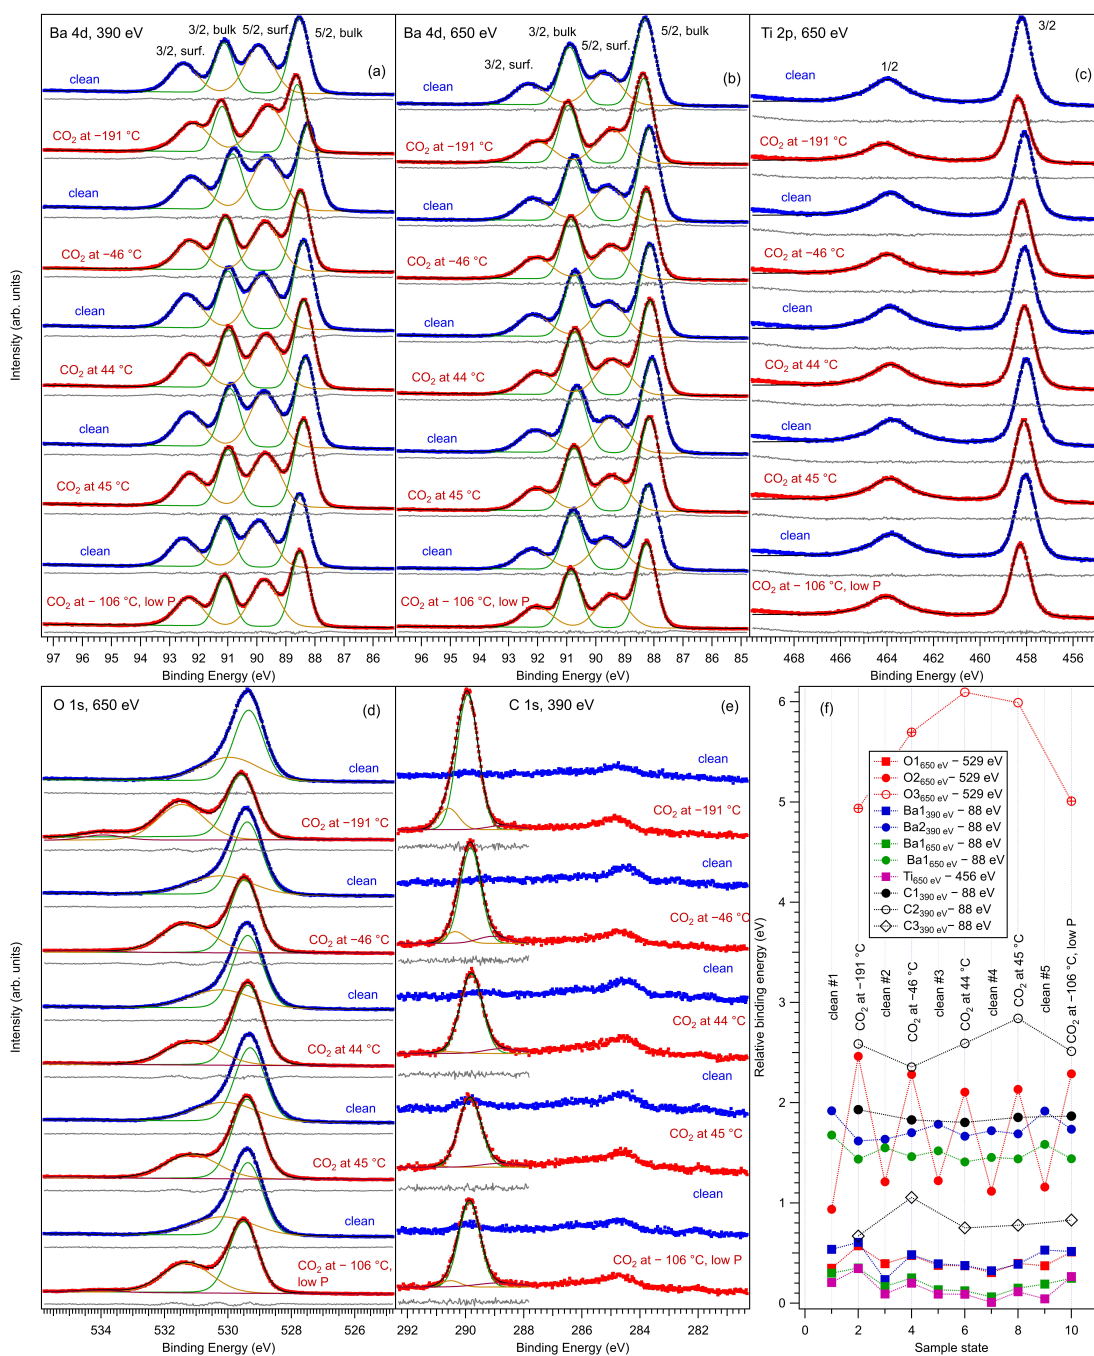 Ba 4d, 390 eV
3/2, surf.
3/2, bulk
5/2, surf.
5/2, bulk
(a)
clean
CO2 at −191 °C
clean
CO2 at −46 °C
clean
CO2 at 44 °C
clean
CO2 at 45 °C
clean
CO2 at − 106 °C, low P
97 96 95 94 93 92 91 90 89 88 87 86
Binding Energy (eV)
Intensity (arb. units)
Ba 4d, 650 eV
3/2, surf.
3/2, bulk
5/2, surf.
5/2, bulk
(b)
clean
CO2 at −191 °C
clean
CO2 at −46 °C
clean
CO2 at 44 °C
clean
CO2 at 45 °C
clean
CO2 at − 106 °C, low P
96 95 94 93 92 91 90 89 88 87 86 85
Binding Energy (eV)
Ti 2p, 650 eV
3/2
1/2
(c)
clean
CO2 at −191 °C
clean
CO2 at −46 °C
clean
CO2 at 44 °C
clean
CO2 at 45 °C
clean
CO2 at − 106 °C, low P
468 466 464 462 460 458 456
Binding Energy (eV)
O 1s, 650 eV
(d)
clean
CO2 at −191 °C
clean
CO2 at −46 °C
clean
CO2 at 44 °C
clean
CO2 at 45 °C
clean
CO2 at − 106 °C,
low P
534 532 530 528 526
Binding Energy (eV)
Intensity (arb. units)
C 1s, 390 eV
(e)
clean
CO2 at −191 °C
clean
CO2 at −46 °C
clean
CO2 at 44 °C
clean
CO2 at 45 °C
clean
CO2 at − 106 °C, low P
292 290 288 286 284 282
Binding Energy (eV)
(f)
O1650 eV − 529 eV
O2650 eV − 529 eV
O3650 eV − 529 eV
Ba1390 eV − 88 eV
Ba2390 eV − 88 eV
Ba1650 eV − 88 eV
Ba1650 eV − 88 eV
Ti650 eV − 456 eV
C1390 eV − 88 eV
C2390 eV − 88 eV
C3390 eV − 88 eV
clean #1
CO2 at −191 °C
clean #2
CO2 at −46 °C
clean #3
CO2 at 44 °C
clean #4
CO2 at 45 °C
clean #5
CO2 at −106 °C, low P
6
5
4
3
2
1
0
Relative binding energy (eV)
0 2 4 6 8 10
Sample state